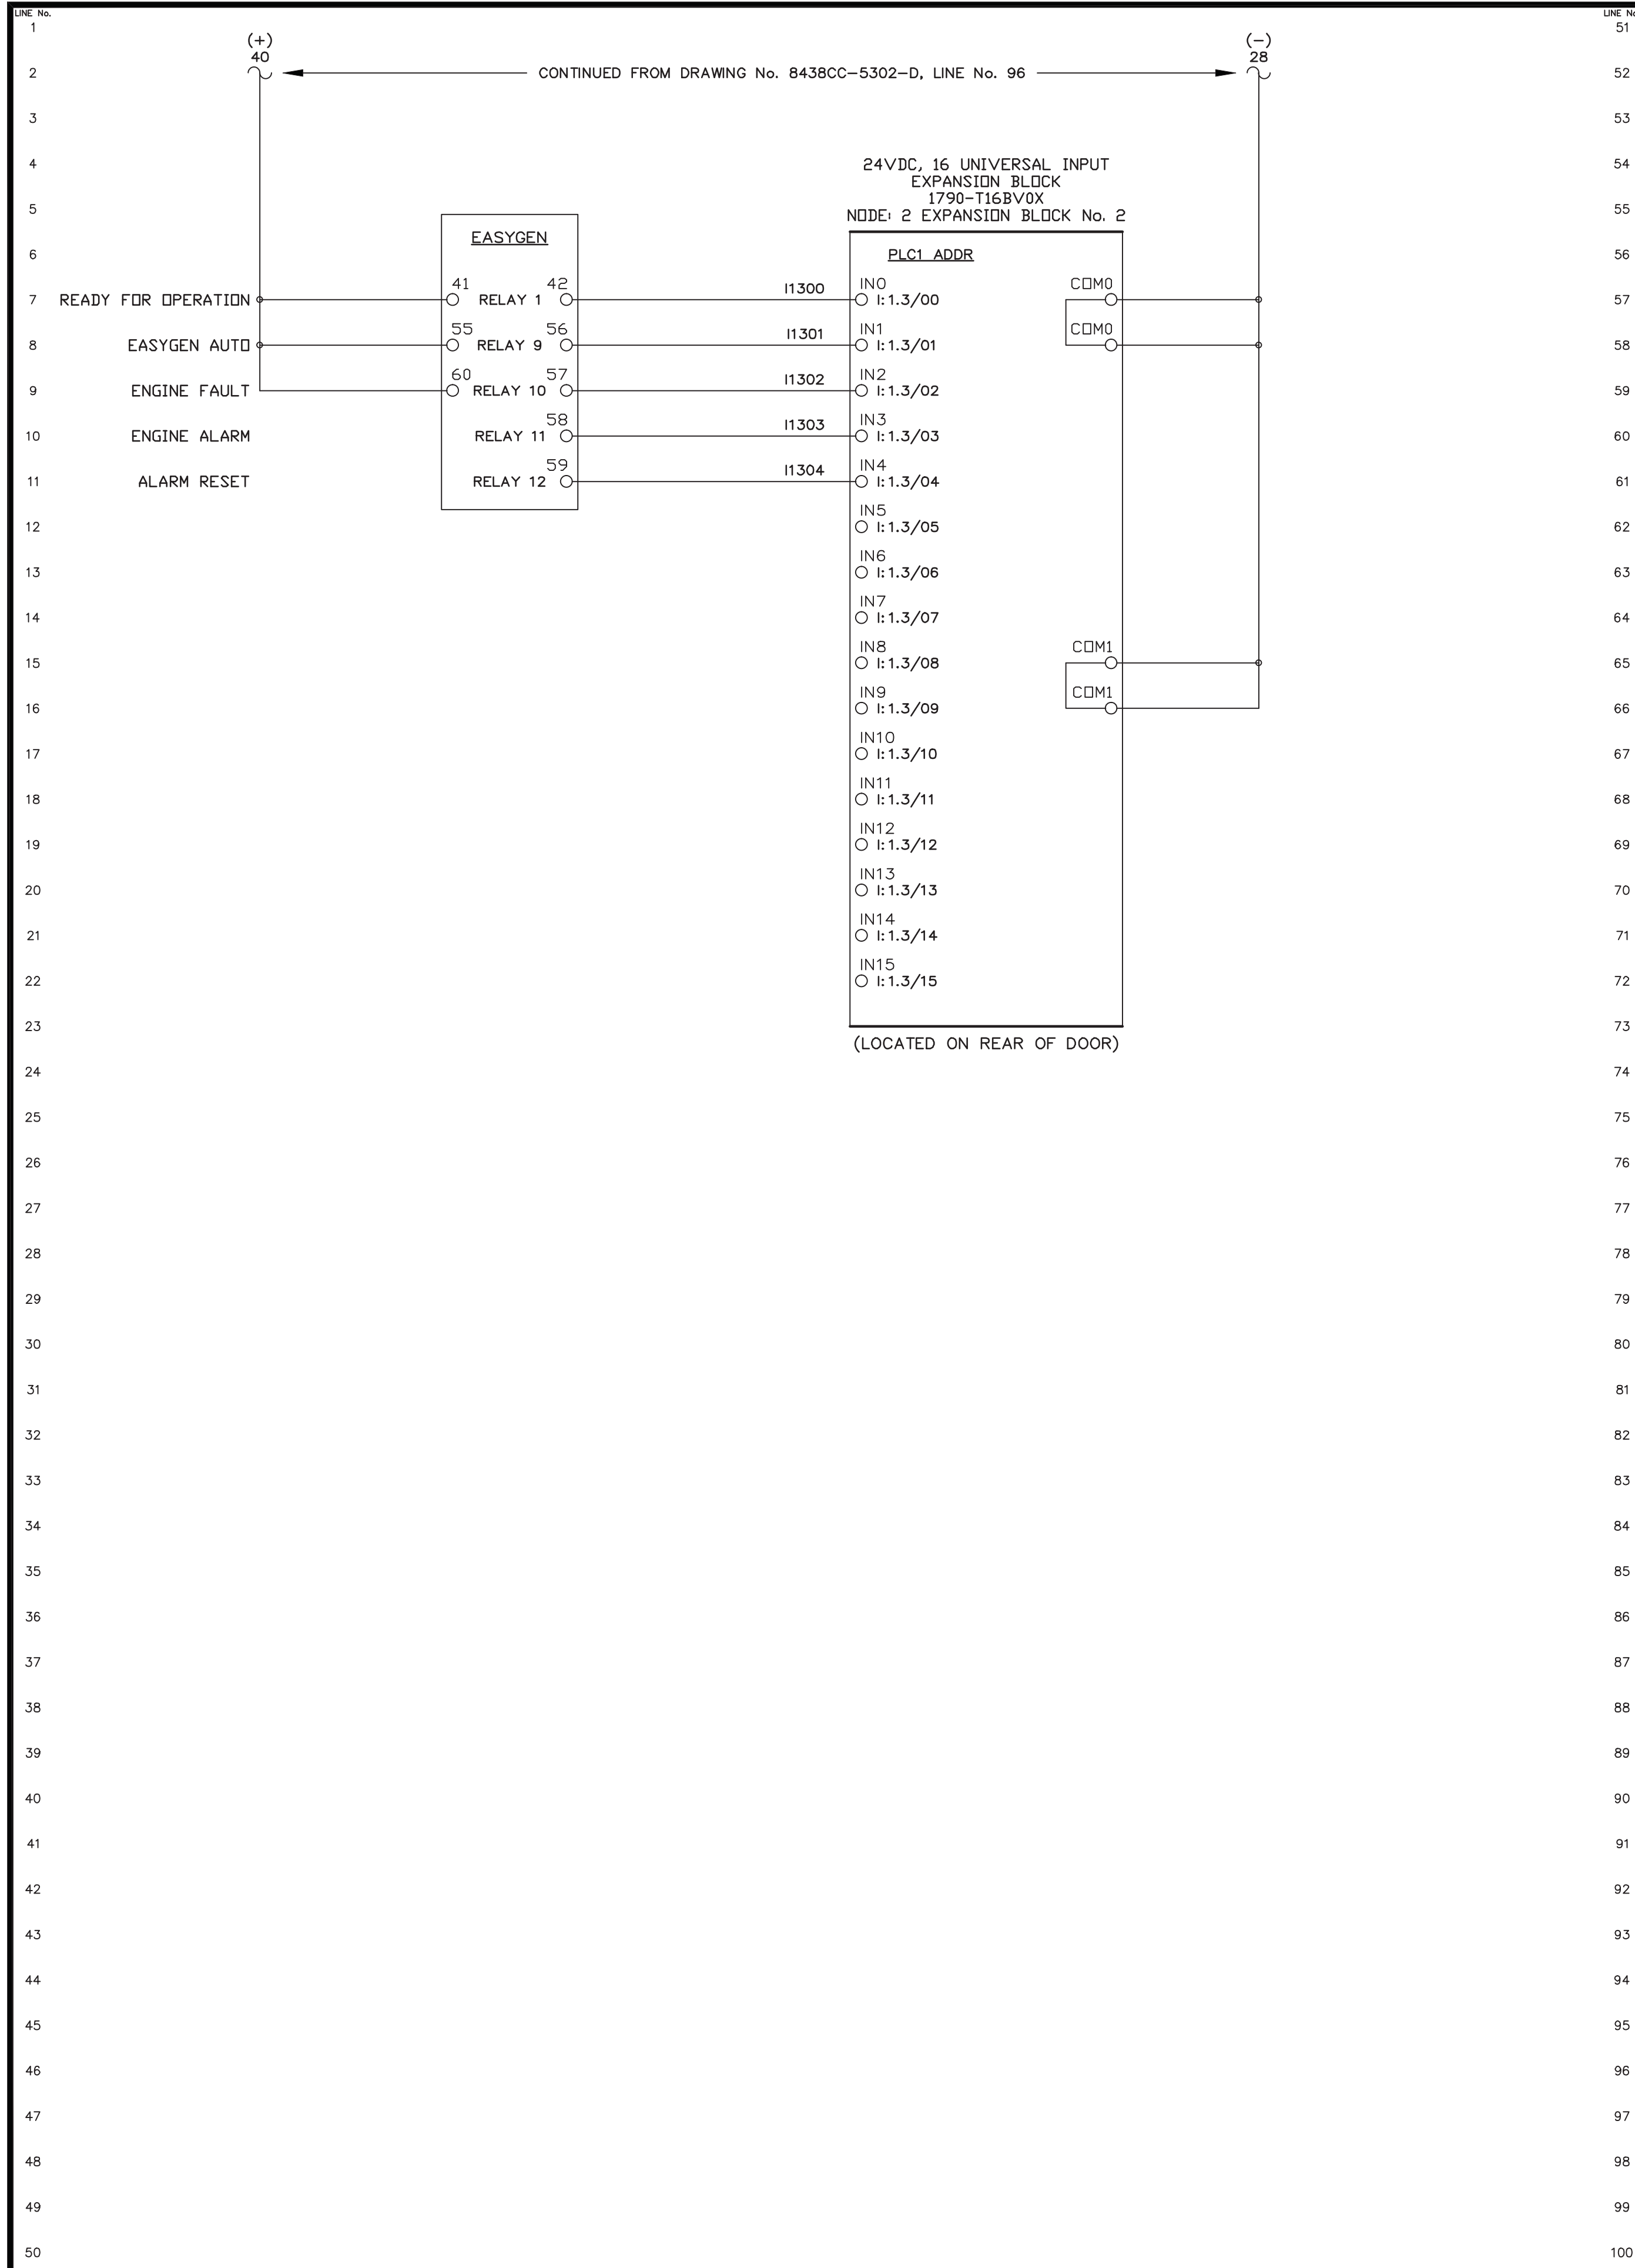 LINE No. LINE No
1 51
(+) (–)
40 28
2 CONTINUED FROM DRAWING No. 8438CC–5302–D, LINE No. 96 52
3 53
4 24VDC, 16 UNIVERSAL INPUT 54
EXPANSION BLOCK
1790-T16BV0X
5 NODE: 2 EXPANSION BLOCK No. 2 55
EASYGEN
6 PLC1 ADDR 56
41 42 I1300 IN0 COM0
7 READY FOR OPERATION RELAY 1 I:1.3/00 57
55 56 I1301 IN1 COM0
8 EASYGEN AUTO RELAY 9 I:1.3/01 58
60 57 I1302 IN2
9 ENGINE FAULT RELAY 10 I:1.3/02 59
58 I1303 IN3
10 ENGINE ALARM RELAY 11 I:1.3/03 60
59 I1304 IN4
11 ALARM RESET RELAY 12 I:1.3/04 61
IN5
12 I:1.3/05 62
IN6
13 I:1.3/06 63
IN7
14 I:1.3/07 64
IN8 COM1
15 I:1.3/08 65
IN9 COM1
16 I:1.3/09 66
IN10
17 I:1.3/10 67
IN11
18 I:1.3/11 68
IN12
19 I:1.3/12 69
IN13
20 I:1.3/13 70
IN14
21 I:1.3/14 71
IN15
22 I:1.3/15 72
23 73
(LOCATED ON REAR OF DOOR)
24 74
25 75
26 76
27 77
28 78
29 79
30 80
31 81
32 82
33 83
34 84
35 85
36 86
37 87
38 88
39 89
40 90
41 91
42 92
43 93
44 94
45 95
46 96
47 97
48 98
49 99
50 100